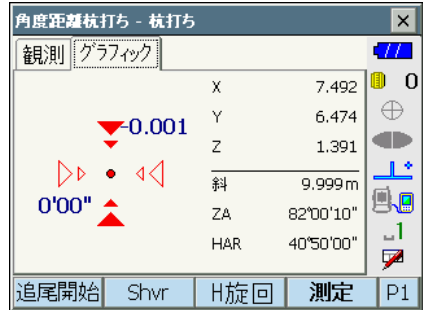 角度距離杭打ち - 杭打ち
観測 グラフィック
0
X 7.492
Y 6.474
-0.001
Z 1.391
斜 9.999m
0'00"
ZA 82°00'10"
HAR 40°50'00"
1
追尾開始 Shvr H旋回 測定 P1